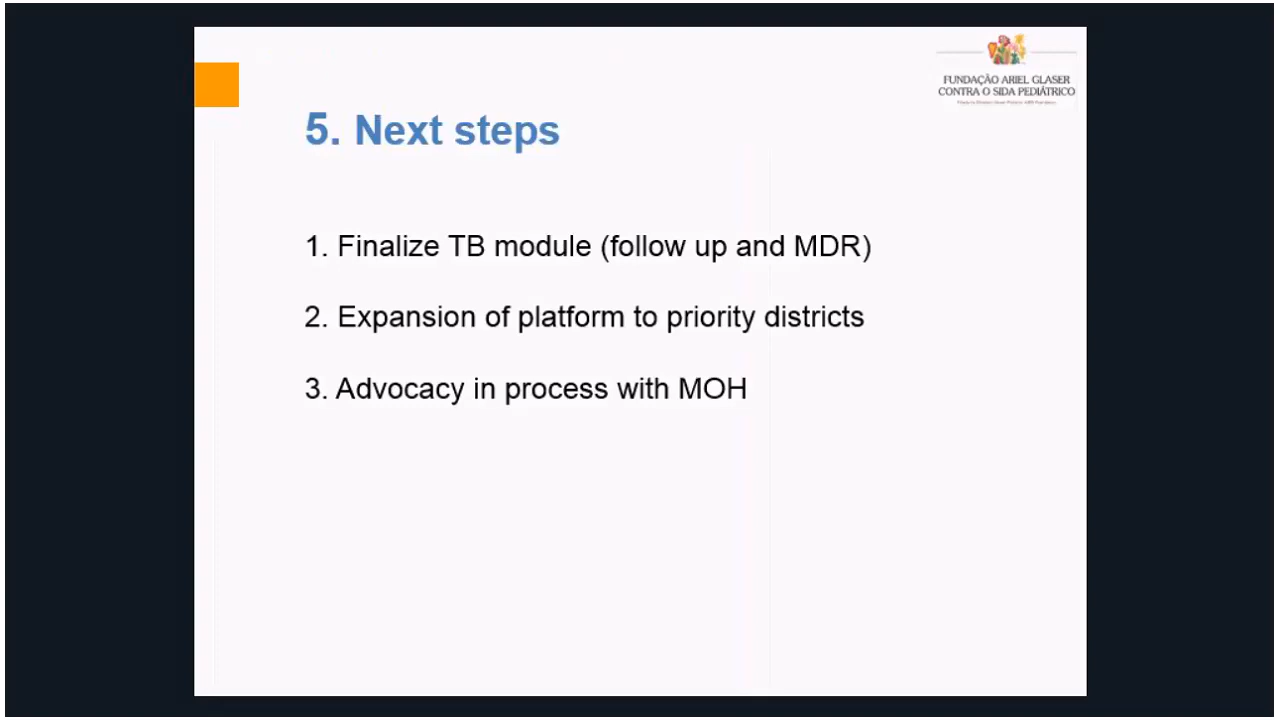 FUNDAÇÃO ARIEL GLASER
CONTRA O SIDA PEDIÁTRICO
5. Next steps
1. Finalize TB module (follow up and MDR)
2. Expansion of platform to priority districts
3. Advocacy in process with MOH